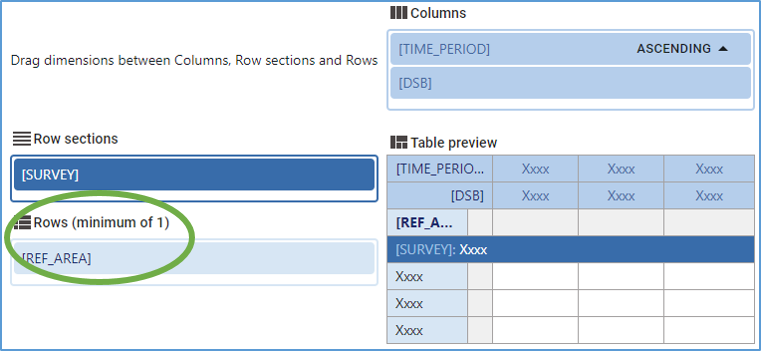 Columns
[TIME_PERIOD] ASCENDING
[DSB]
Drag dimensions between Columns, Row sections and Rows
Row sections
[SURVEY]
Rows (minimum of 1)
[REF_AREA]
Table preview
[TIME_PERIO... Xxxx Xxxx Xxxx
[DSB] Xxxx Xxxx Xxxx
[REF_A...
[SURVEY]: Xxxx
Xxxx
Xxxx
Xxxx